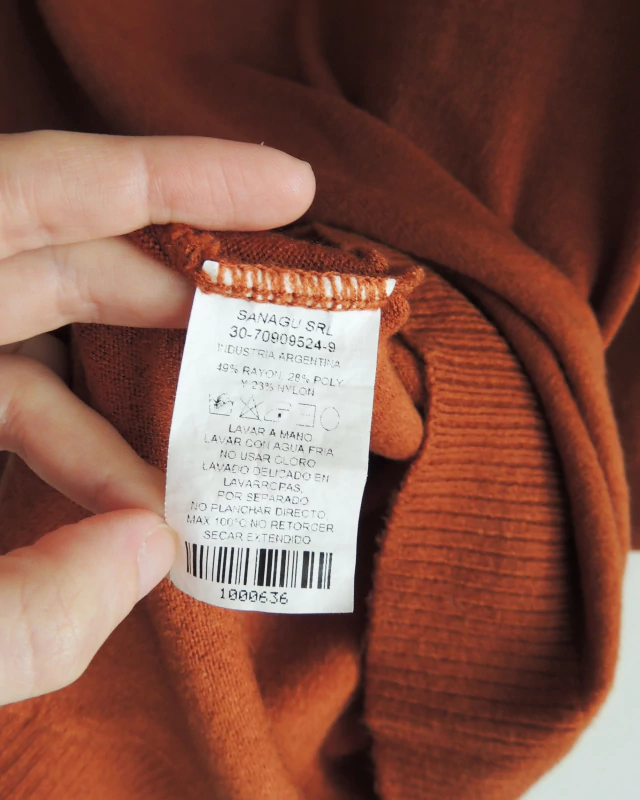 SANAGU SRL
30-70909524-9
INDUSTRIA ARGENTINA
49% RAYON, 28% POLY
Y 23% NYLON
LAVAR A MANO
LAVAR CON AGUA FRIA
NO USAR CLORO
LAVADO DELICADO EN
LAVARROPAS,
POR SEPARADO
NO PLANCHAR DIRECTO
MAX 100°C NO RETORCER
SECAR EXTENDIDO
1000636